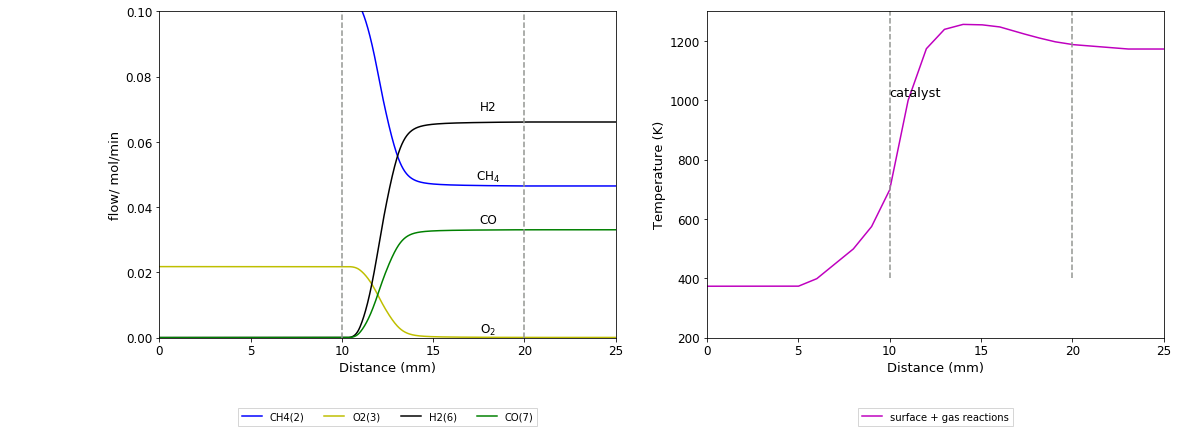 flow/ mol/min
0.10
0.08
0.06
0.04
0.02
0.00
H2
CH₄
CO
O₂
0 5 10 15 20 25
Distance (mm)
CH4(2) O2(3) H2(6) CO(7)
Temperature (K)
1200
1000
800
600
400
200
catalyst
0 5 10 15 20 25
Distance (mm)
surface + gas reactions